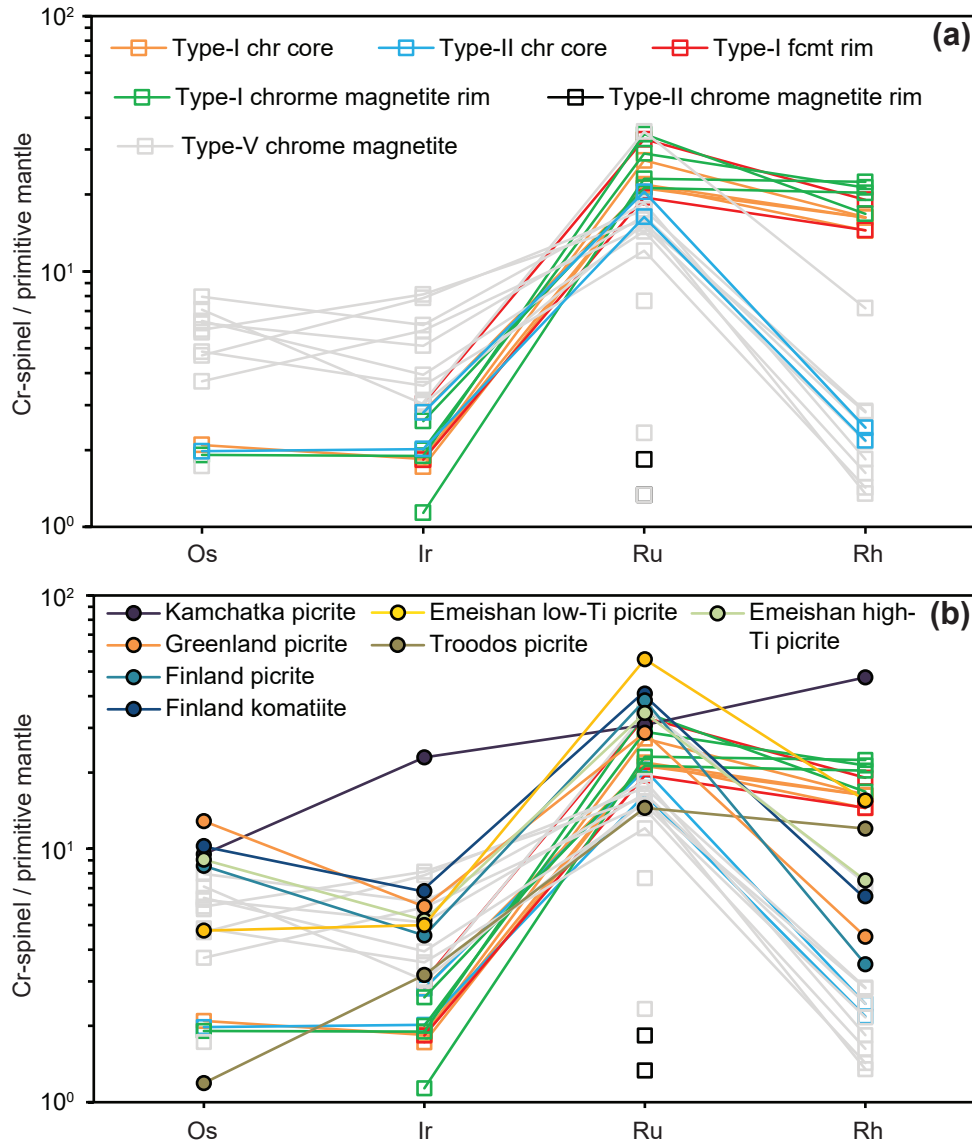 10²
(a)
Type-I chr core Type-II chr core Type-I fcmt rim
Type-I chrorme magnetite rim Type-II chrome magnetite rim
Type-V chrome magnetite
Cr-spinel / primitive mantle
10¹
10⁰
Os Ir Ru Rh
10²
(b)
Kamchatka picrite Emeishan low-Ti picrite Emeishan high-
Greenland picrite Troodos picrite Ti picrite
Finland picrite
Finland komatiite
Cr-spinel / primitive mantle
10¹
10⁰
Os Ir Ru Rh